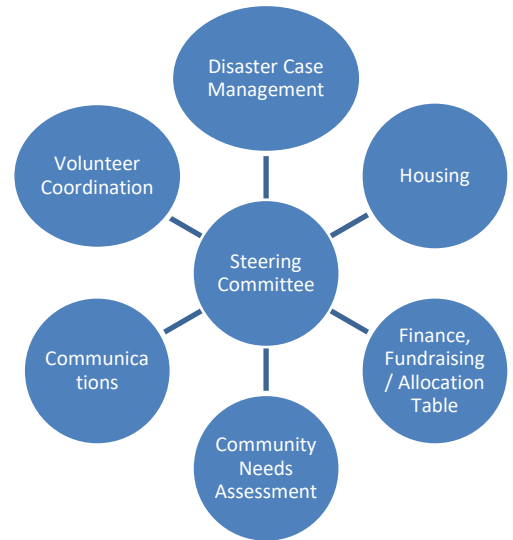 Disaster Case
Management
Volunteer
Coordination
Housing
Steering
Committee
Communica
tions
Finance,
Fundraising
/ Allocation
Table
Community
Needs
Assessment